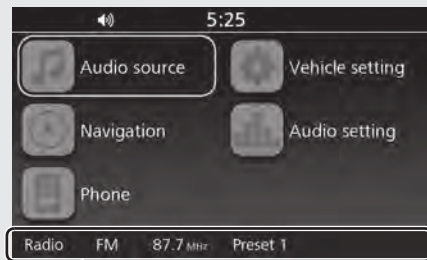 5:25
Audio source
Vehicle setting
Navigation
Audio setting
Phone
Radio FM 87.7 MHz Preset 1